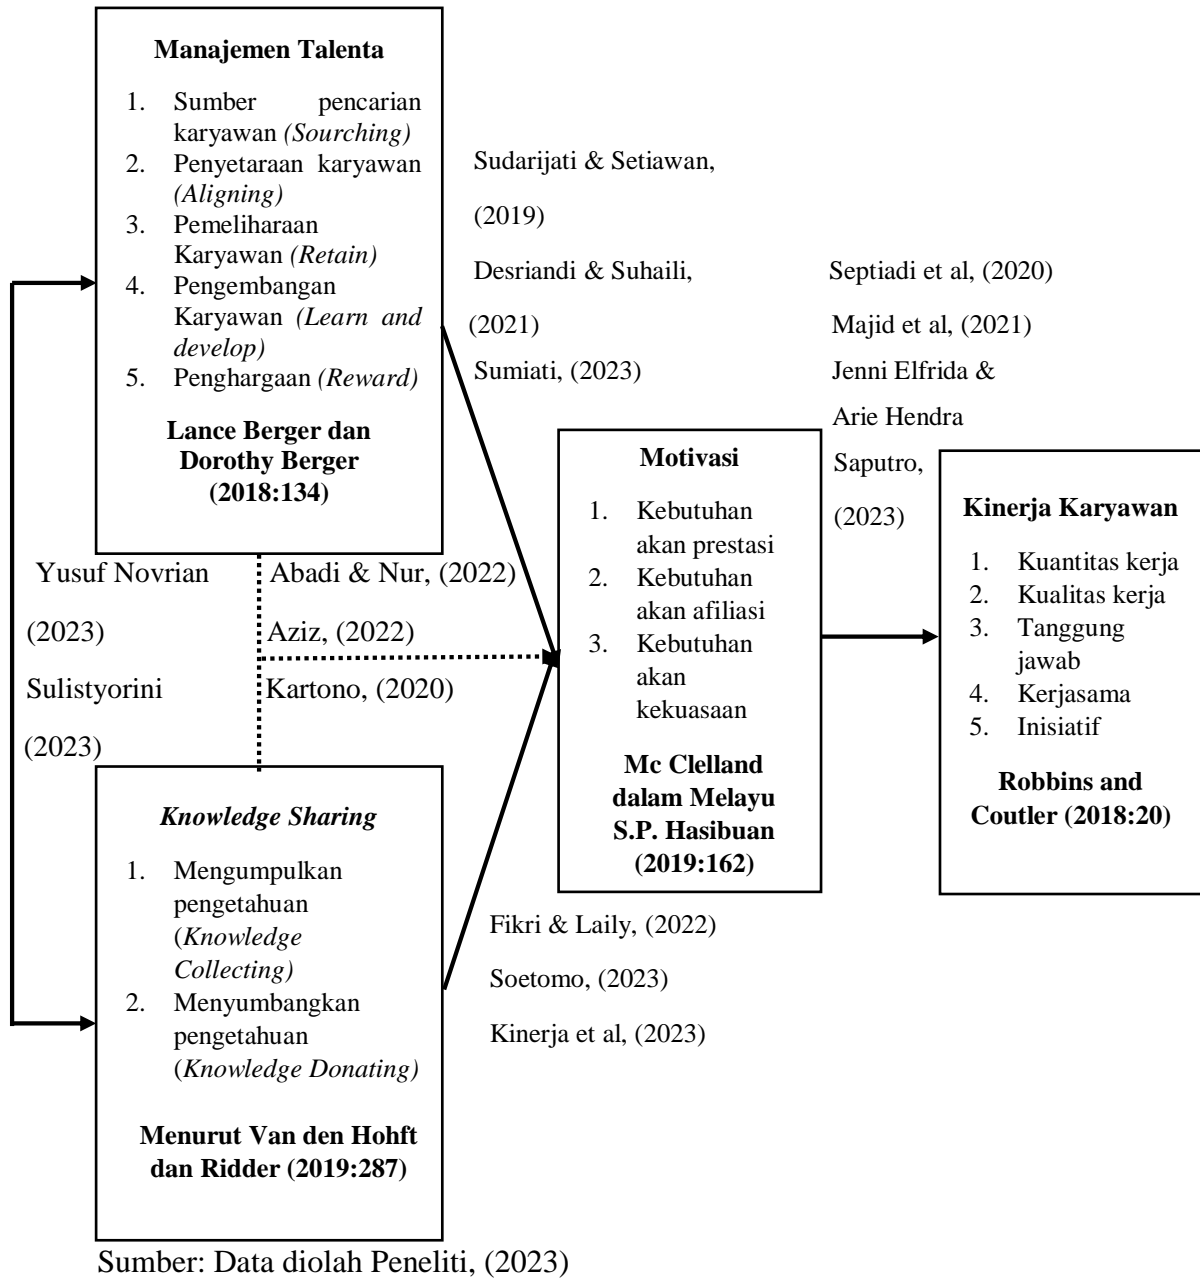 Manajemen Talenta
1. Sumber pencarian
karyawan (Sourching)
2. Penyetaraan karyawan
(Aligning)
3. Pemeliharaan
Karyawan (Retain)
4. Pengembangan
Karyawan (Learn and
develop)
5. Penghargaan (Reward)
Lance Berger dan
Dorothy Berger
(2018:134)
Sudarijati & Setiawan,
(2019)
Desriandi & Suhaili,
(2021)
Sumiati, (2023)
Septiadi et al, (2020)
Majid et al, (2021)
Jenni Elfrida &
Arie Hendra
Saputro,
(2023)
Yusuf Novrian
(2023)
Sulistyorini
(2023)
Abadi & Nur, (2022)
Aziz, (2022)
Kartono, (2020)
Motivasi
1. Kebutuhan
akan prestasi
2. Kebutuhan
akan afiliasi
3. Kebutuhan
akan
kekuasaan
Mc Clelland
dalam Melayu
S.P. Hasibuan
(2019:162)
Kinerja Karyawan
1. Kuantitas kerja
2. Kualitas kerja
3. Tanggung
jawab
4. Kerjasama
5. Inisiatif
Robbins and
Coutler (2018:20)
Knowledge Sharing
1. Mengumpulkan
pengetahuan
(Knowledge
Collecting)
2. Menyumbangkan
pengetahuan
(Knowledge Donating)
Menurut Van den Hohft
dan Ridder (2019:287)
Fikri & Laily, (2022)
Soetomo, (2023)
Kinerja et al, (2023)
Sumber: Data diolah Peneliti, (2023)